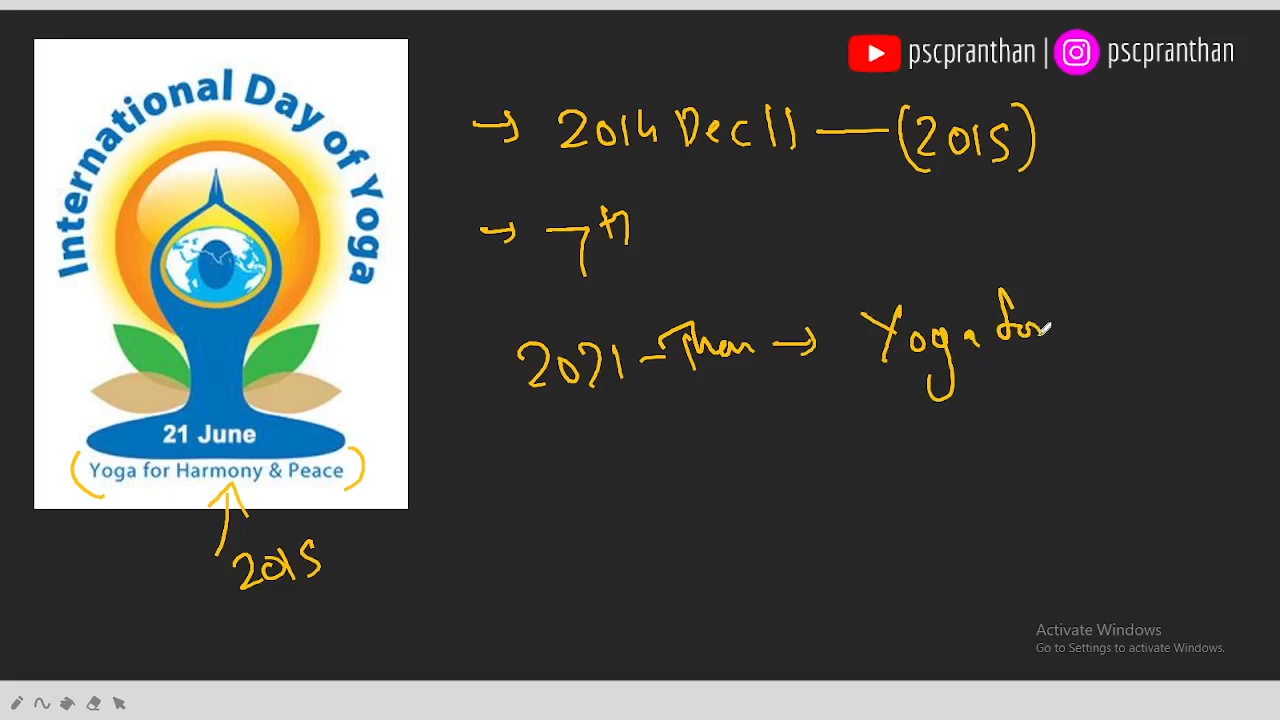 pscpranthan | pscpranthan
International Day of Yoga
21 June
Yoga for Harmony & Peace
2015
→ 2014 Dec 11 — (2015)
→ 7th
2021 - Them → Yoga for
Activate Windows
Go to Settings to activate Windows.